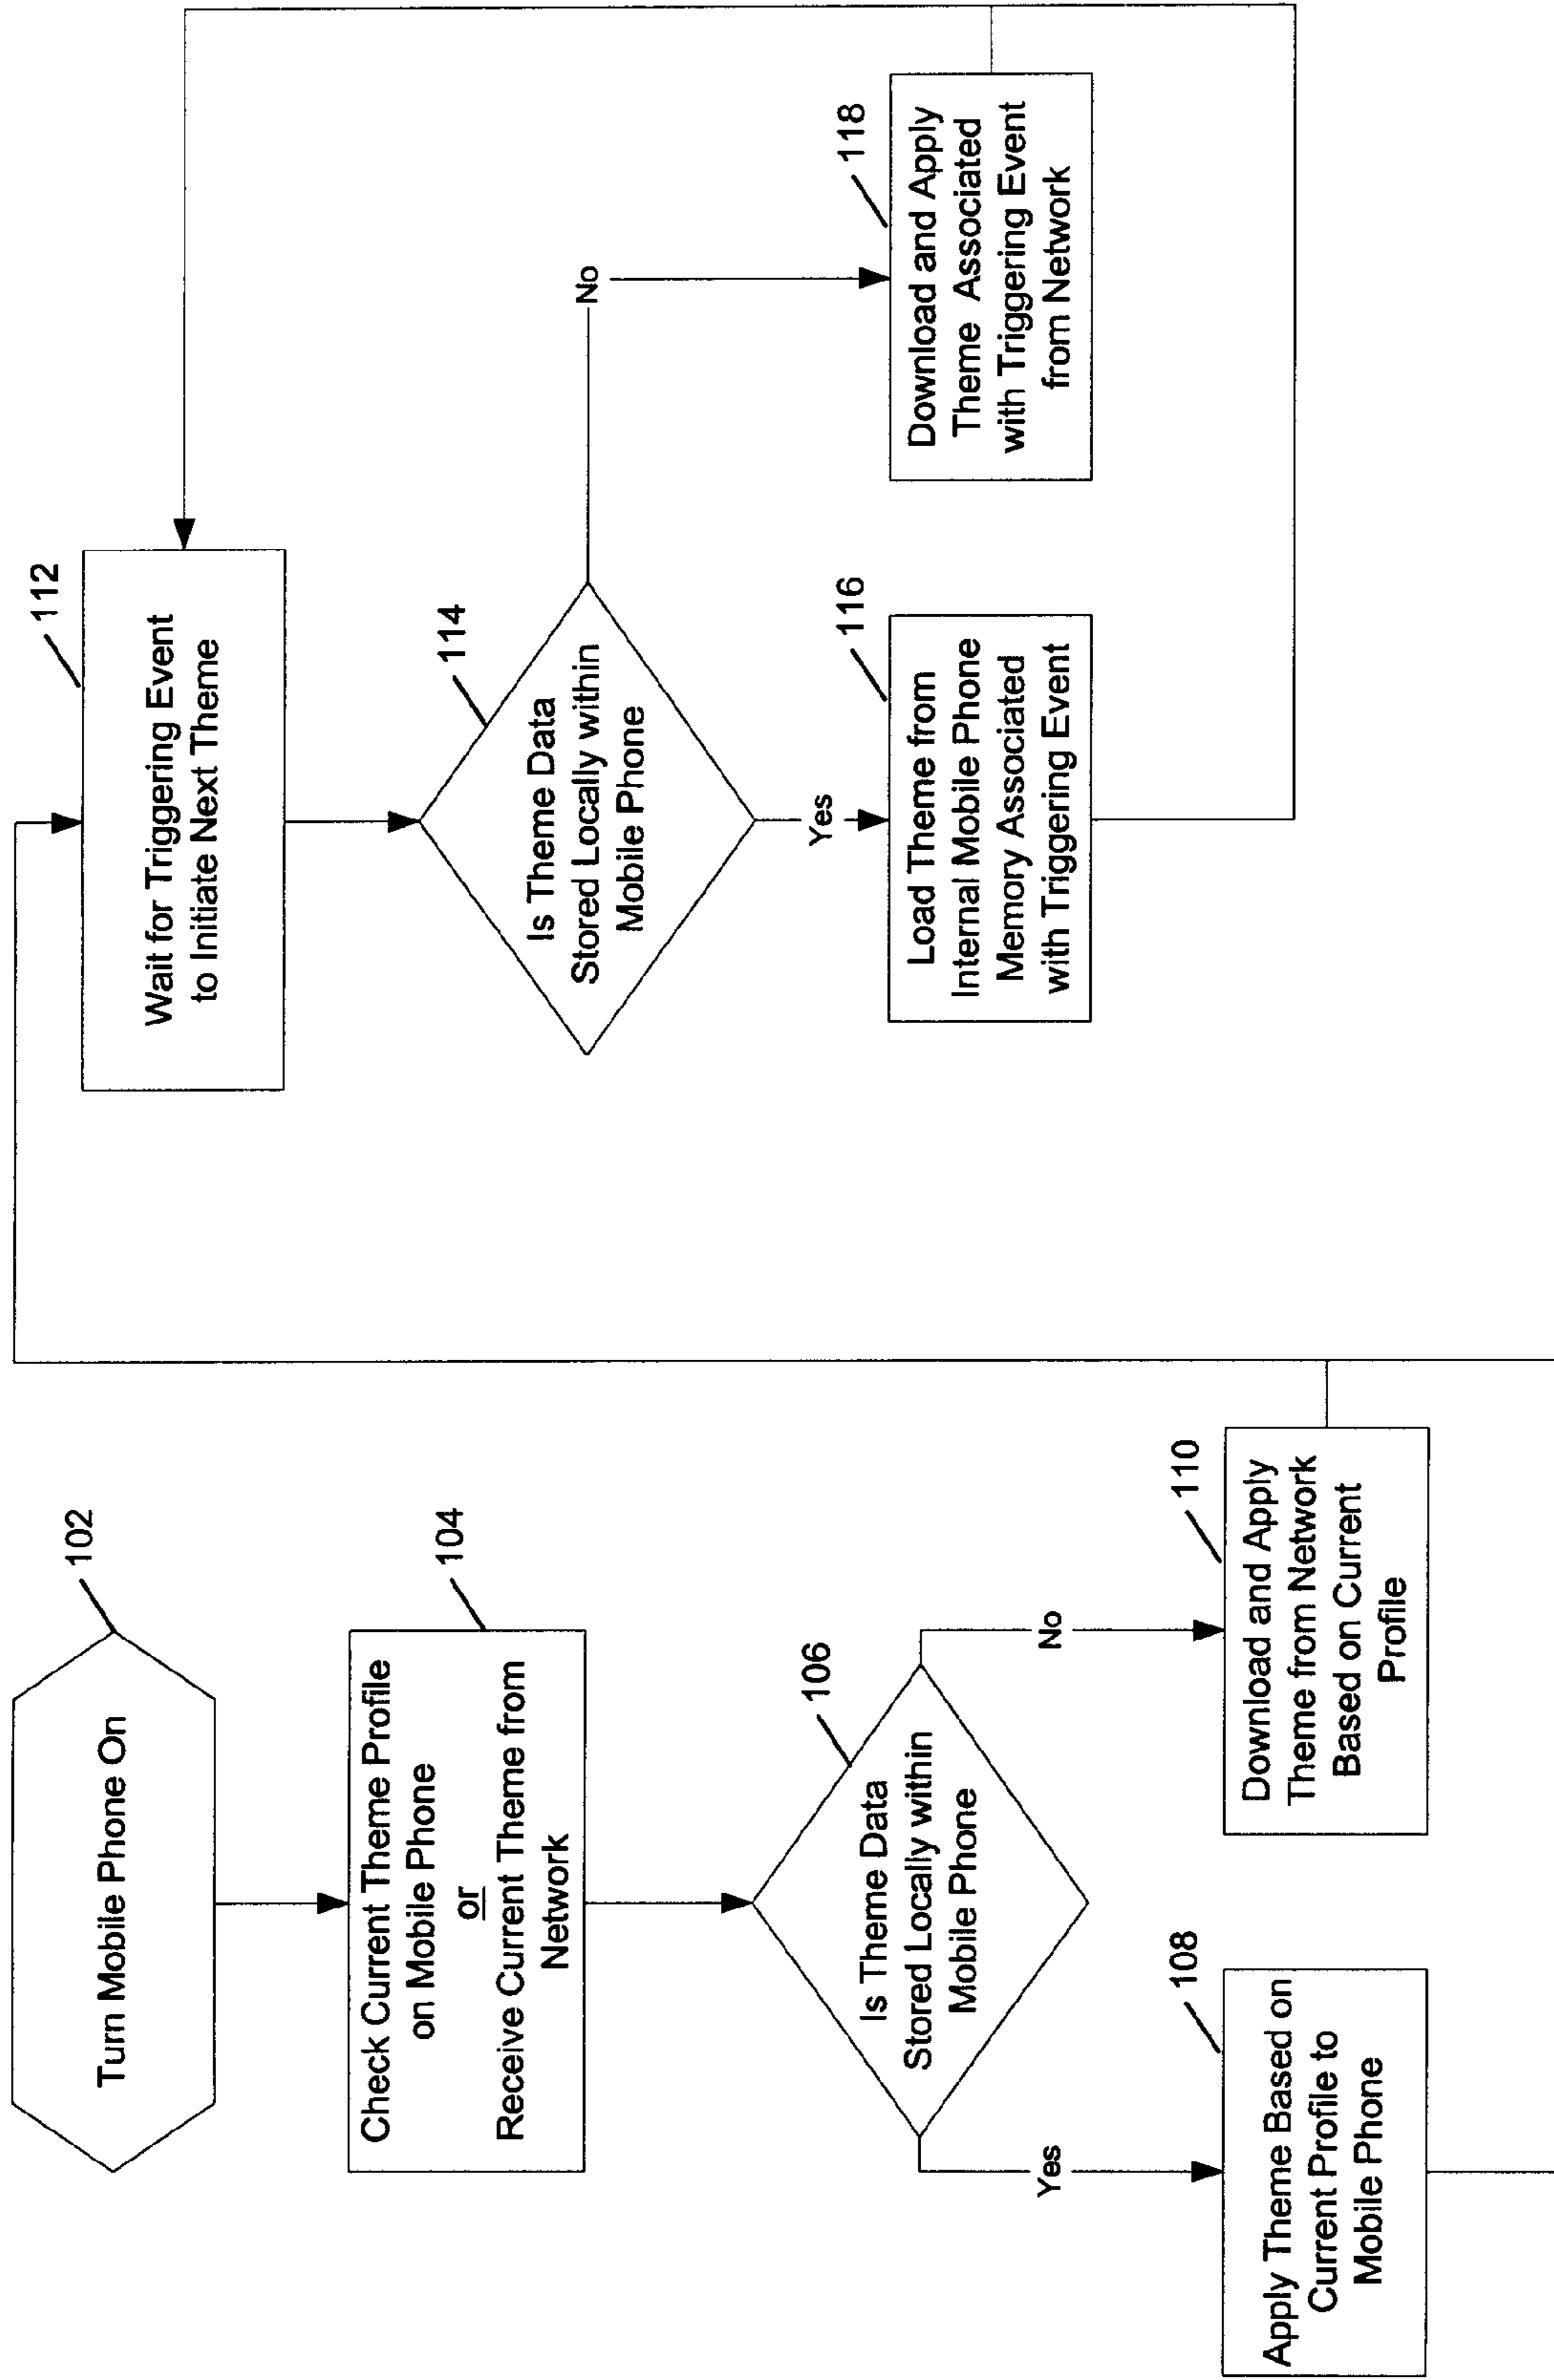 102
Turn Mobile Phone On
104
Check Current Theme Profile
on Mobile Phone
or
Receive Current Theme from
Network
106
Is Theme Data
Stored Locally within
Mobile Phone
Yes
No
108
Apply Theme Based on
Current Profile to
Mobile Phone
110
Download and Apply
Theme from Network
Based on Current
Profile
112
Wait for Triggering Event
to Initiate Next Theme
114
Is Theme Data
Stored Locally within
Mobile Phone
Yes
No
116
Load Theme from
Internal Mobile Phone
Memory Associated
with Triggering Event
118
Download and Apply
Theme Associated
with Triggering Event
from Network